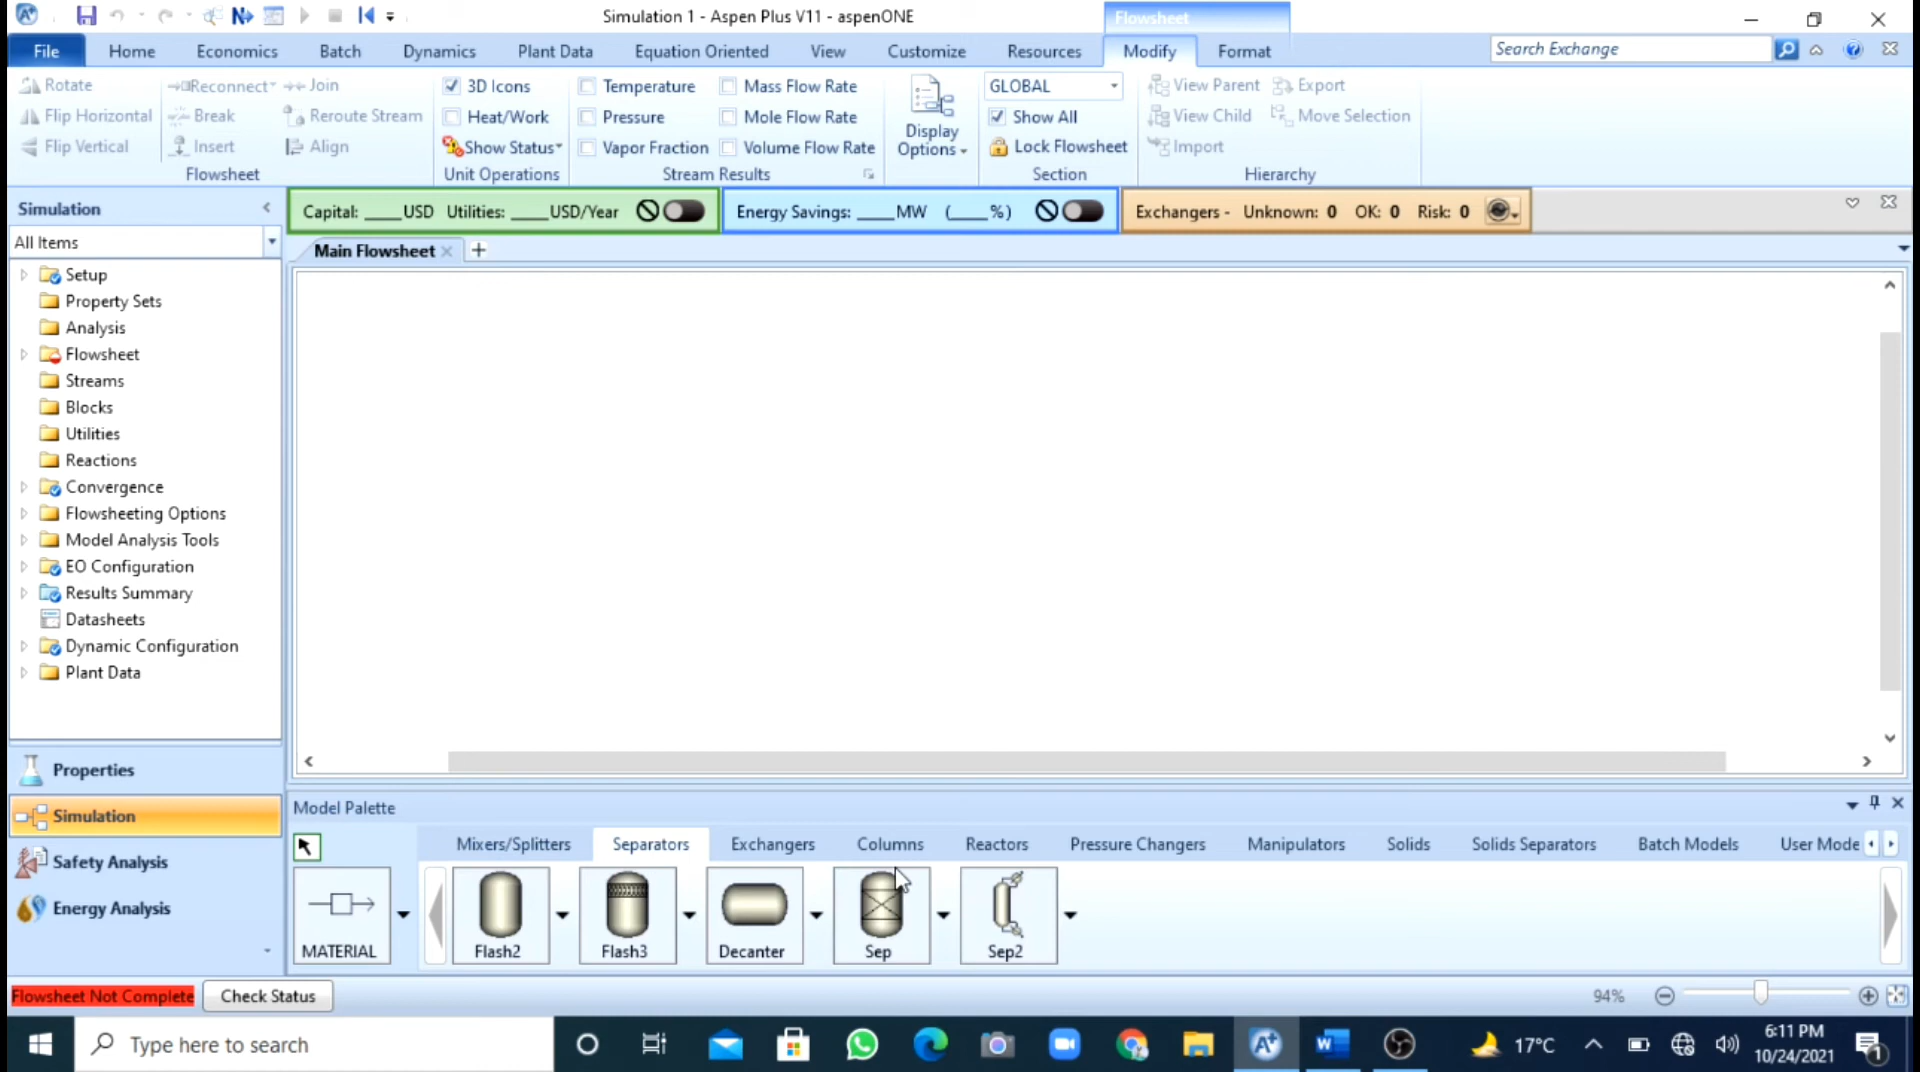 Simulation 1 - Aspen Plus V11 - aspenONE
Flowsheet
File Home Economics Batch Dynamics Plant Data Equation Oriented View Customize Resources Modify Format Search Exchange
Rotate Reconnect Join 3D Icons Temperature Mass Flow Rate GLOBAL View Parent Export
Flip Horizontal Break Reroute Stream Heat/Work Pressure Mole Flow Rate Display Options Show All View Child Move Selection
Flip Vertical Insert Align Show Status Vapor Fraction Volume Flow Rate Lock Flowsheet Import
Flowsheet Unit Operations Stream Results Section Hierarchy
Simulation
Capital: ____USD Utilities: ____USD/Year Energy Savings: ____MW (____%) Exchangers - Unknown: 0 OK: 0 Risk: 0
All Items
Main Flowsheet
Setup
Property Sets
Analysis
Flowsheet
Streams
Blocks
Utilities
Reactions
Convergence
Flowsheeting Options
Model Analysis Tools
EO Configuration
Results Summary
Datasheets
Dynamic Configuration
Plant Data
Properties
Simulation
Safety Analysis
Energy Analysis
Model Palette
Mixers/Splitters Separators Exchangers Columns Reactors Pressure Changers Manipulators Solids Solids Separators Batch Models User Mode
MATERIAL Flash2 Flash3 Decanter Sep Sep2
Flowsheet Not Complete Check Status 94%
Type here to search
17°C
6:11 PM
10/24/2021
1